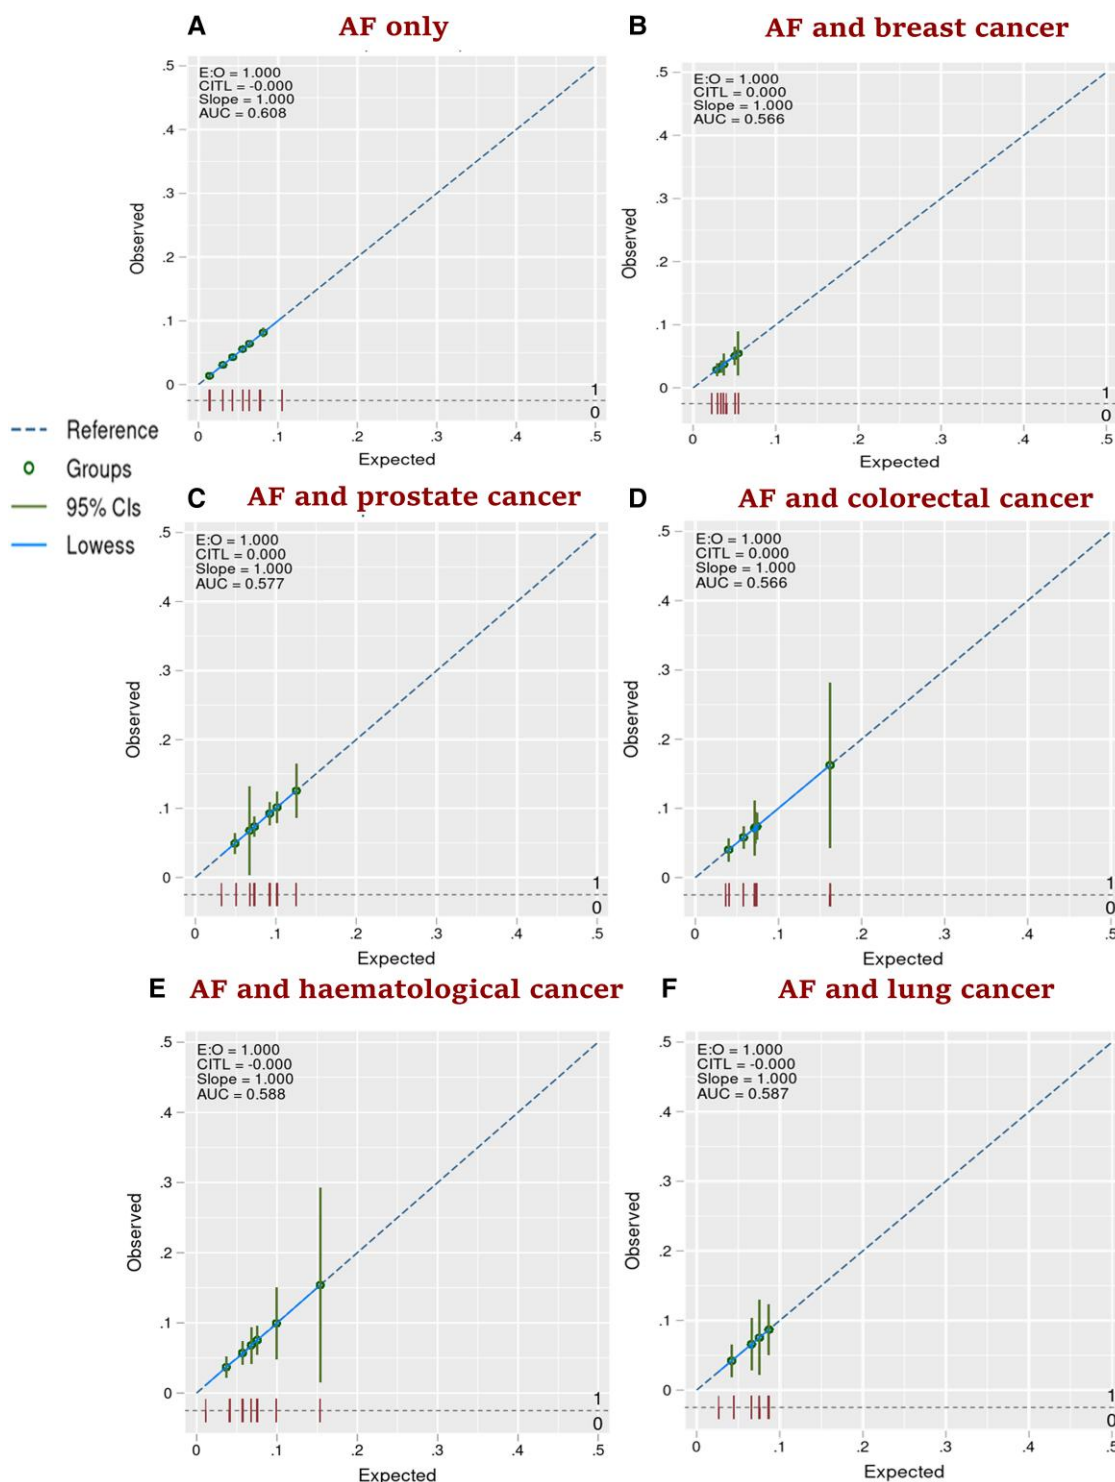 A AF only
E:O = 1.000
CITL = -0.000
Slope = 1.000
AUC = 0.608
.5
.4
.3
.2
.1
0
Observed
1
0
0 .1 .2 .3 .4 .5
Expected
B AF and breast cancer
E:O = 1.000
CITL = 0.000
Slope = 1.000
AUC = 0.566
.5
.4
.3
.2
.1
0
Observed
1
0
0 .1 .2 .3 .4 .5
Expected
Reference
Groups
95% CIs
Lowess
C AF and prostate cancer
E:O = 1.000
CITL = 0.000
Slope = 1.000
AUC = 0.577
.5
.4
.3
.2
.1
0
Observed
1
0
0 .1 .2 .3 .4 .5
Expected
D AF and colorectal cancer
E:O = 1.000
CITL = 0.000
Slope = 1.000
AUC = 0.566
.5
.4
.3
.2
.1
0
Observed
1
0
0 .1 .2 .3 .4 .5
Expected
E AF and haematological cancer
E:O = 1.000
CITL = -0.000
Slope = 1.000
AUC = 0.588
.5
.4
.3
.2
.1
0
Observed
1
0
0 .1 .2 .3 .4 .5
Expected
F AF and lung cancer
E:O = 1.000
CITL = -0.000
Slope = 1.000
AUC = 0.587
.5
.4
.3
.2
.1
0
Observed
1
0
0 .1 .2 .3 .4 .5
Expected